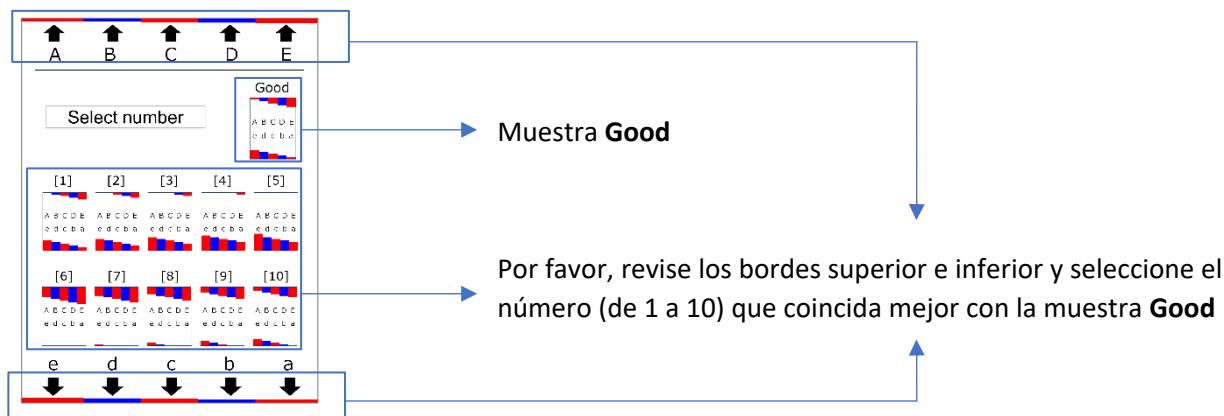 A B C D E
Good
Select number
A B C D E
e d c b a
Muestra Good
[1] [2] [3] [4] [5]
A B C D E A B C D E A B C D E A B C D E A B C D E
e d c b a e d c b a e d c b a e d c b a e d c b a
Por favor, revise los bordes superior e inferior y seleccione el
número (de 1 a 10) que coincida mejor con la muestra Good
[6] [7] [8] [9] [10]
A B C D E A B C D E A B C D E A B C D E A B C D E
e d c b a e d c b a e d c b a e d c b a e d c b a
e d c b a